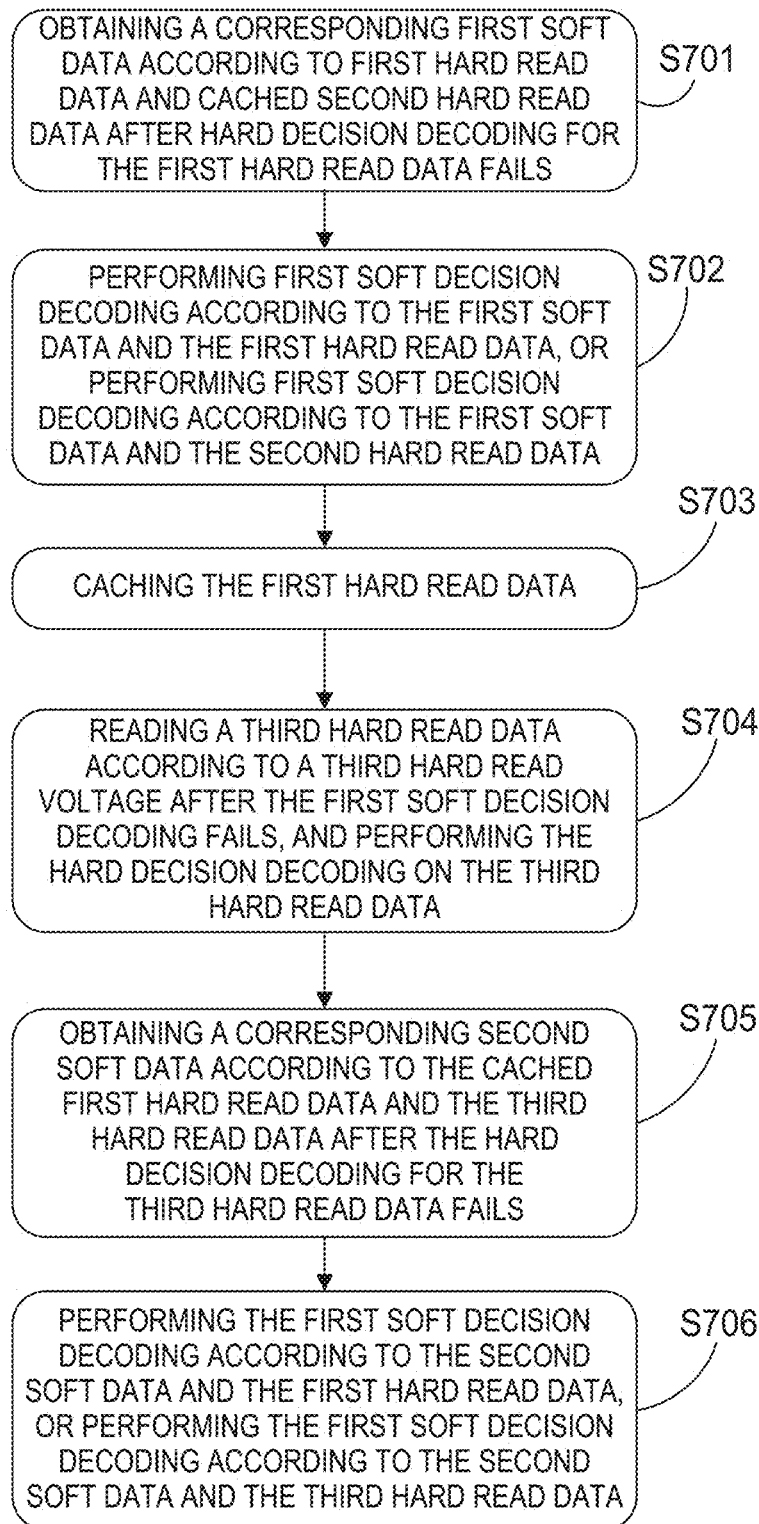 OBTAINING A CORRESPONDING FIRST SOFT
DATA ACCORDING TO FIRST HARD READ
DATA AND CACHED SECOND HARD READ
DATA AFTER HARD DECISION DECODING FOR
THE FIRST HARD READ DATA FAILS
S701
PERFORMING FIRST SOFT DECISION
DECODING ACCORDING TO THE FIRST SOFT
DATA AND THE FIRST HARD READ DATA, OR
PERFORMING FIRST SOFT DECISION
DECODING ACCORDING TO THE FIRST SOFT
DATA AND THE SECOND HARD READ DATA
S702
CACHING THE FIRST HARD READ DATA
S703
READING A THIRD HARD READ DATA
ACCORDING TO A THIRD HARD READ
VOLTAGE AFTER THE FIRST SOFT DECISION
DECODING FAILS, AND PERFORMING THE
HARD DECISION DECODING ON THE THIRD
HARD READ DATA
S704
OBTAINING A CORRESPONDING SECOND
SOFT DATA ACCORDING TO THE CACHED
FIRST HARD READ DATA AND THE THIRD
HARD READ DATA AFTER THE HARD
DECISION DECODING FOR THE
THIRD HARD READ DATA FAILS
S705
PERFORMING THE FIRST SOFT DECISION
DECODING ACCORDING TO THE SECOND
SOFT DATA AND THE FIRST HARD READ DATA,
OR PERFORMING THE FIRST SOFT DECISION
DECODING ACCORDING TO THE SECOND
SOFT DATA AND THE THIRD HARD READ DATA
S706